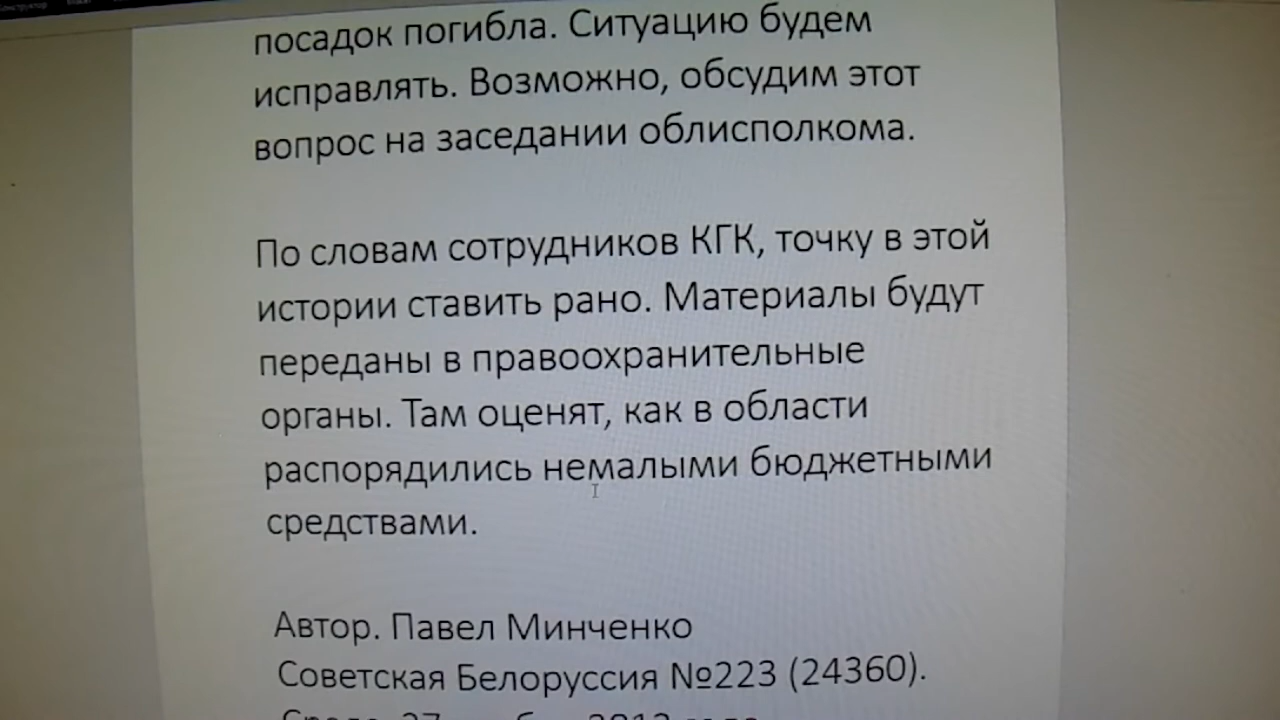 посадок погибла. Ситуацию будем
исправлять. Возможно, обсудим этот
вопрос на заседании облисполкома.
По словам сотрудников КГК, точку в этой
истории ставить рано. Материалы будут
переданы в правоохранительные
органы. Там оценят, как в области
распорядились немалыми бюджетными
средствами.
Автор. Павел Минченко
Советская Белоруссия №223 (24360).